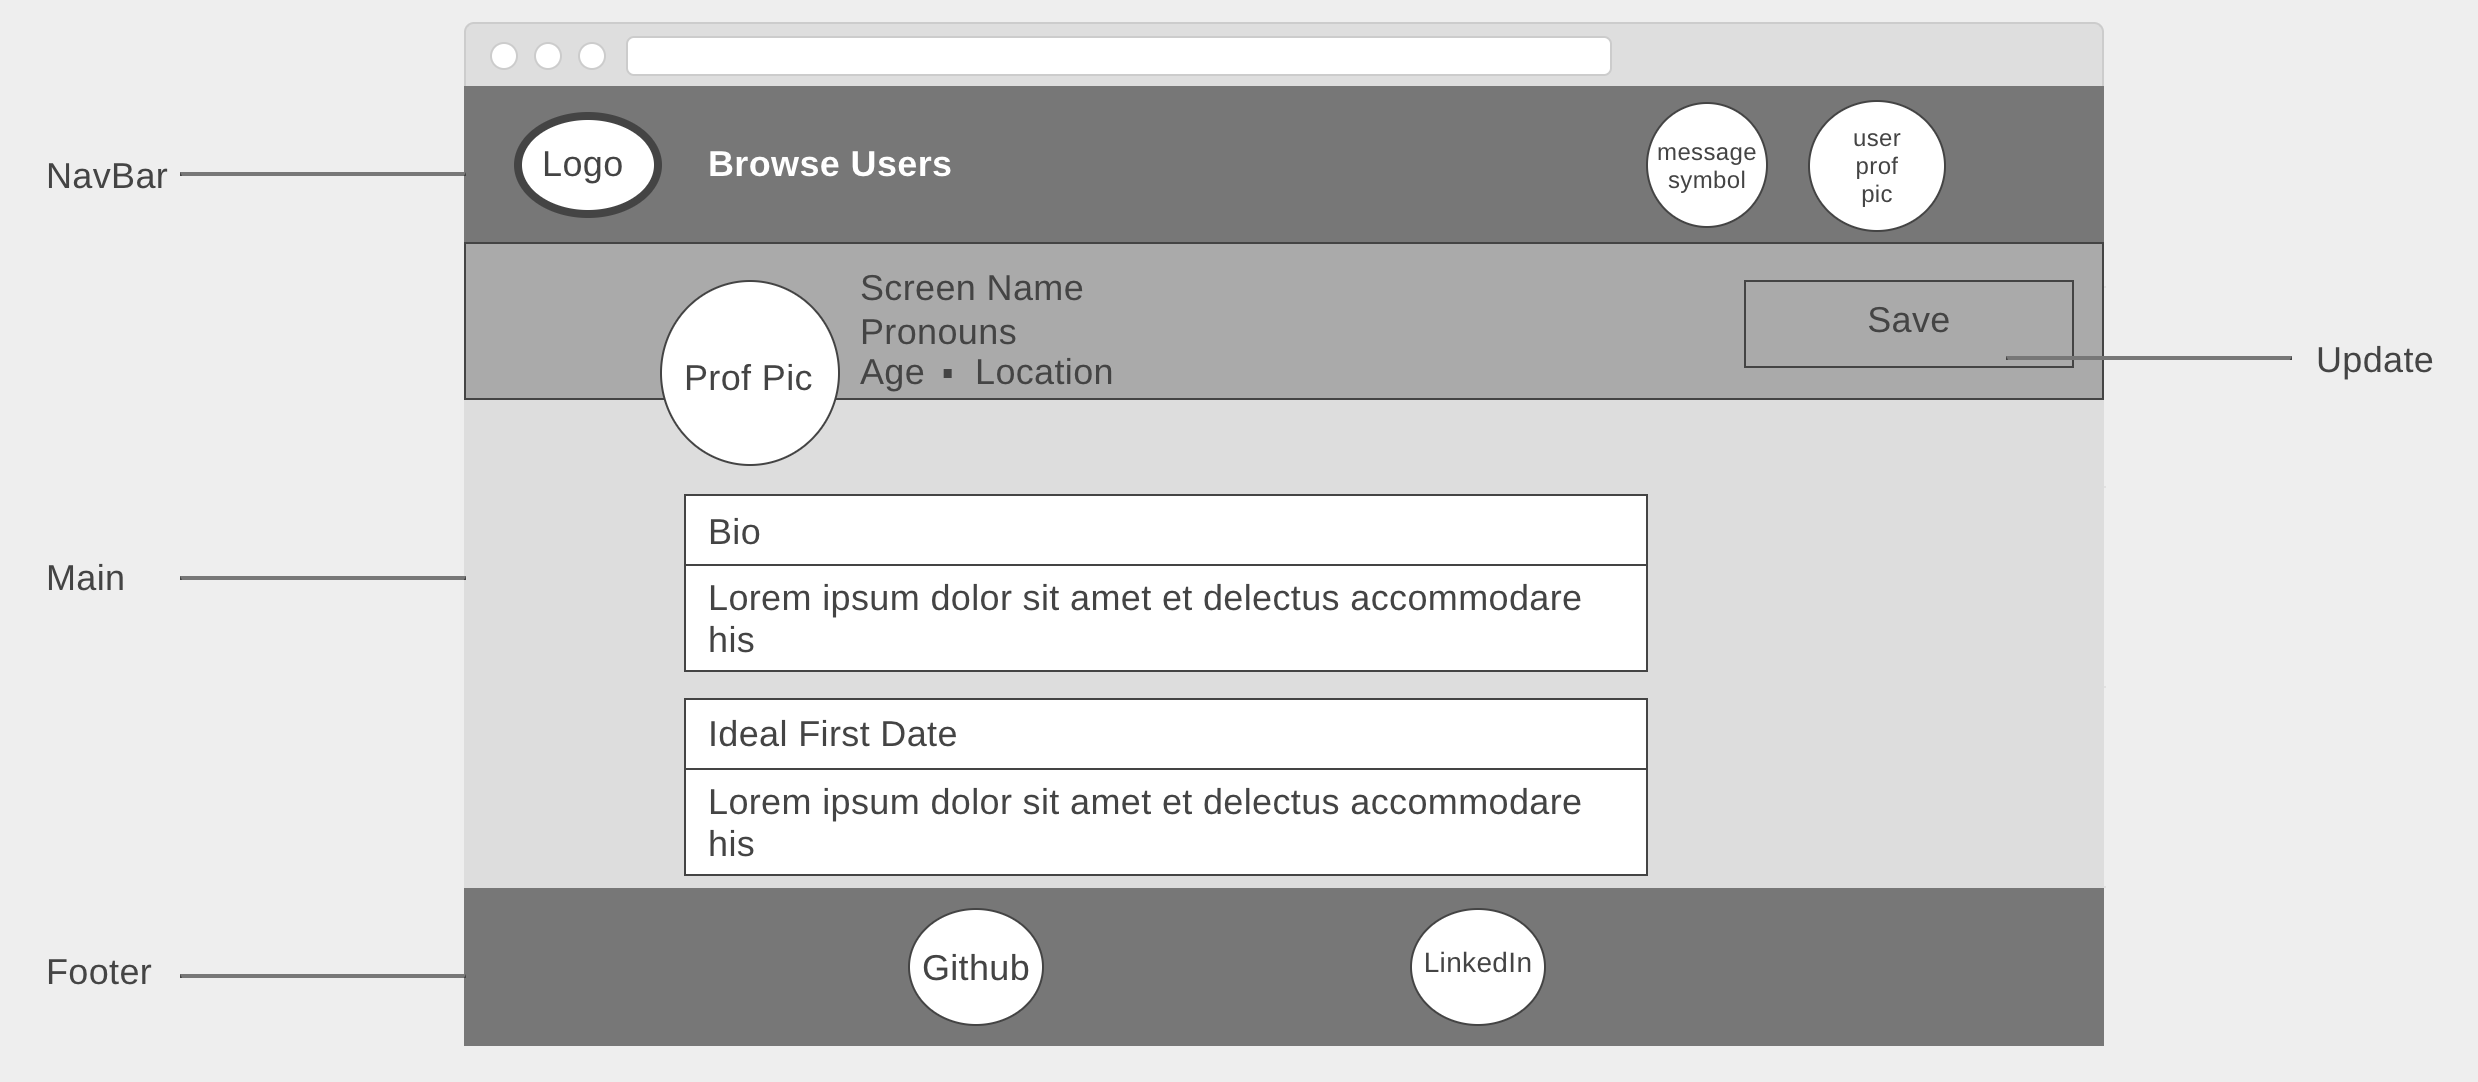 NavBar
Logo
Browse Users
message
symbol
user
prof
pic
Screen Name
Pronouns
Age ▪ Location
Prof Pic
Save
Update
Main
Bio
Lorem ipsum dolor sit amet et delectus accommodare
his
Ideal First Date
Lorem ipsum dolor sit amet et delectus accommodare
his
Footer
Github
LinkedIn